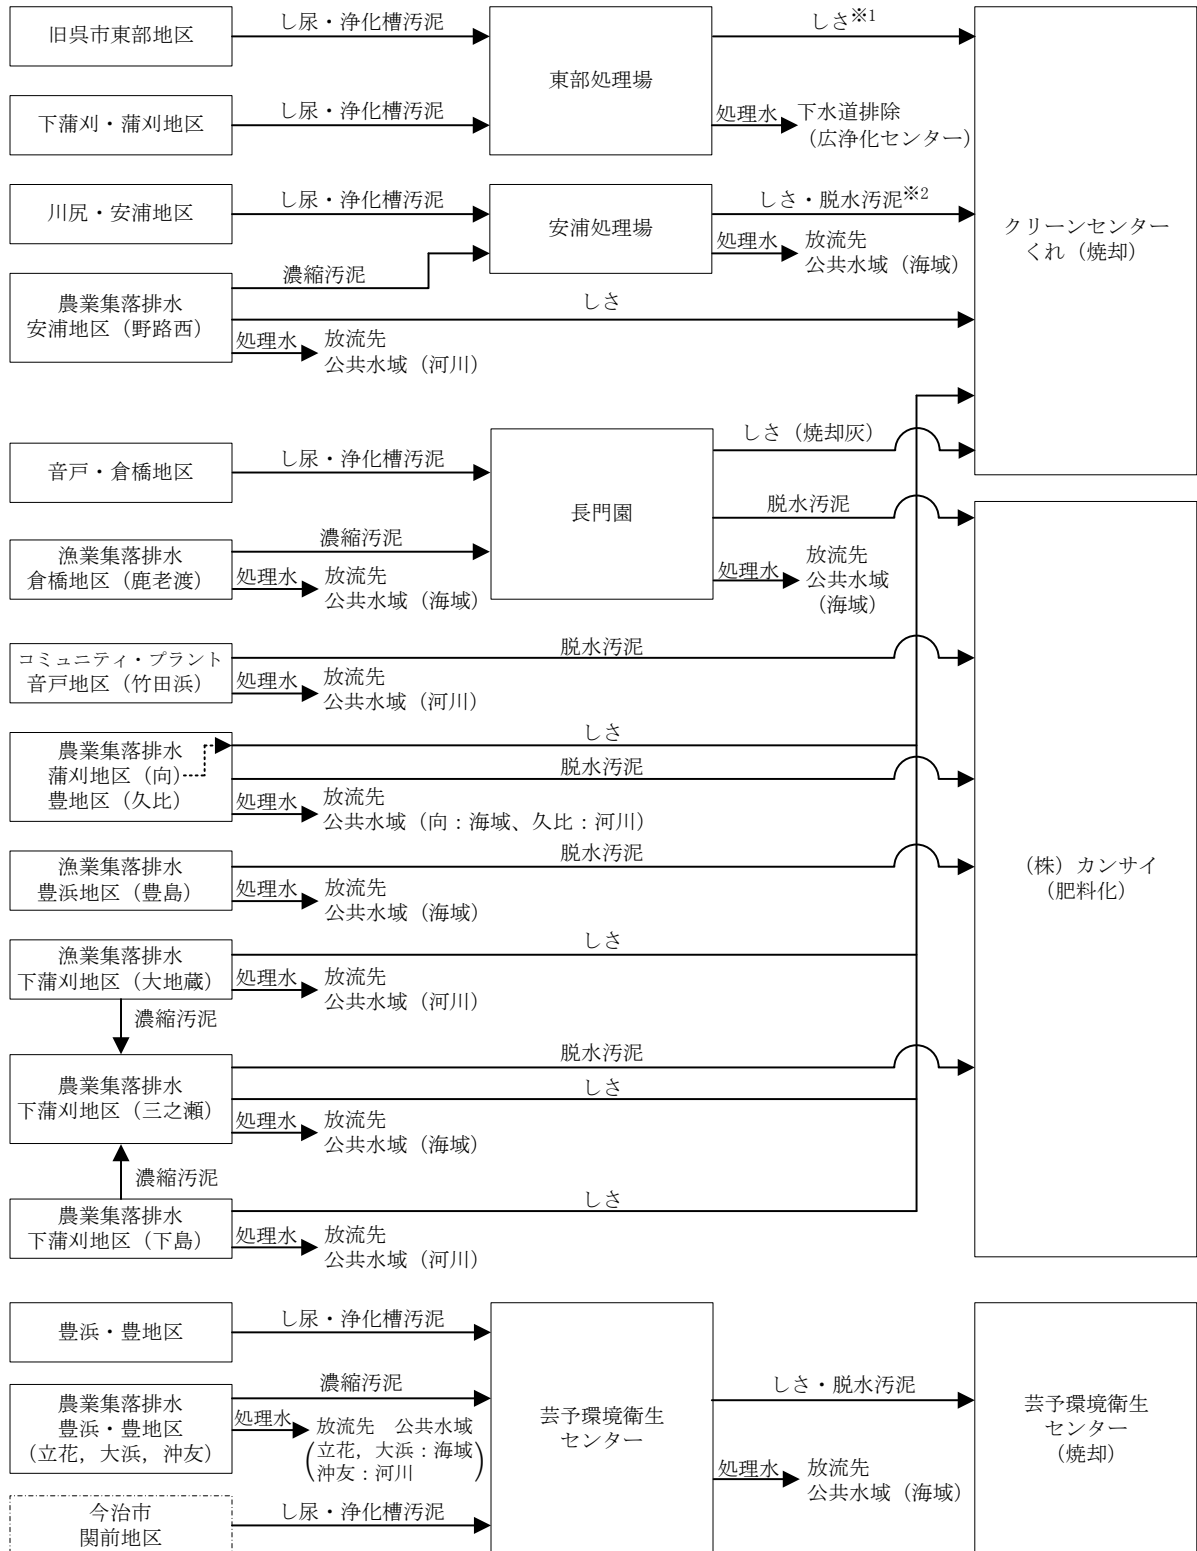 旧呉市東部地区
し尿・浄化槽汚泥
下蒲刈・蒲刈地区
し尿・浄化槽汚泥
東部処理場
しさ※1
処理水
下水道排除
（広浄化センター）
川尻・安浦地区
し尿・浄化槽汚泥
安浦処理場
しさ・脱水汚泥※2
処理水
放流先
公共水域（海域）
クリーンセンター
くれ（焼却）
農業集落排水
安浦地区（野路西）
濃縮汚泥
しさ
処理水
放流先
公共水域（河川）
音戸・倉橋地区
し尿・浄化槽汚泥
長門園
しさ（焼却灰）
脱水汚泥
処理水
放流先
公共水域
（海域）
漁業集落排水
倉橋地区（鹿老渡）
濃縮汚泥
処理水
放流先
公共水域（海域）
コミュニティ・プラント
音戸地区（竹田浜）
脱水汚泥
処理水
放流先
公共水域（河川）
農業集落排水
蒲刈地区（向）
豊地区（久比）
しさ
脱水汚泥
処理水
放流先
公共水域（向：海域、久比：河川）
漁業集落排水
豊浜地区（豊島）
脱水汚泥
処理水
放流先
公共水域（海域）
（株）カンサイ
（肥料化）
漁業集落排水
下蒲刈地区（大地蔵）
しさ
処理水
放流先
公共水域（河川）
濃縮汚泥
農業集落排水
下蒲刈地区（三之瀬）
脱水汚泥
しさ
処理水
放流先
公共水域（海域）
濃縮汚泥
農業集落排水
下蒲刈地区（下島）
しさ
処理水
放流先
公共水域（河川）
豊浜・豊地区
し尿・浄化槽汚泥
農業集落排水
豊浜・豊地区
（立花，大浜，沖友）
濃縮汚泥
処理水
放流先　公共水域
（立花，大浜：海域
沖友：河川）
今治市
関前地区
し尿・浄化槽汚泥
芸予環境衛生
センター
しさ・脱水汚泥
処理水
放流先
公共水域（海域）
芸予環境衛生
センター
（焼却）